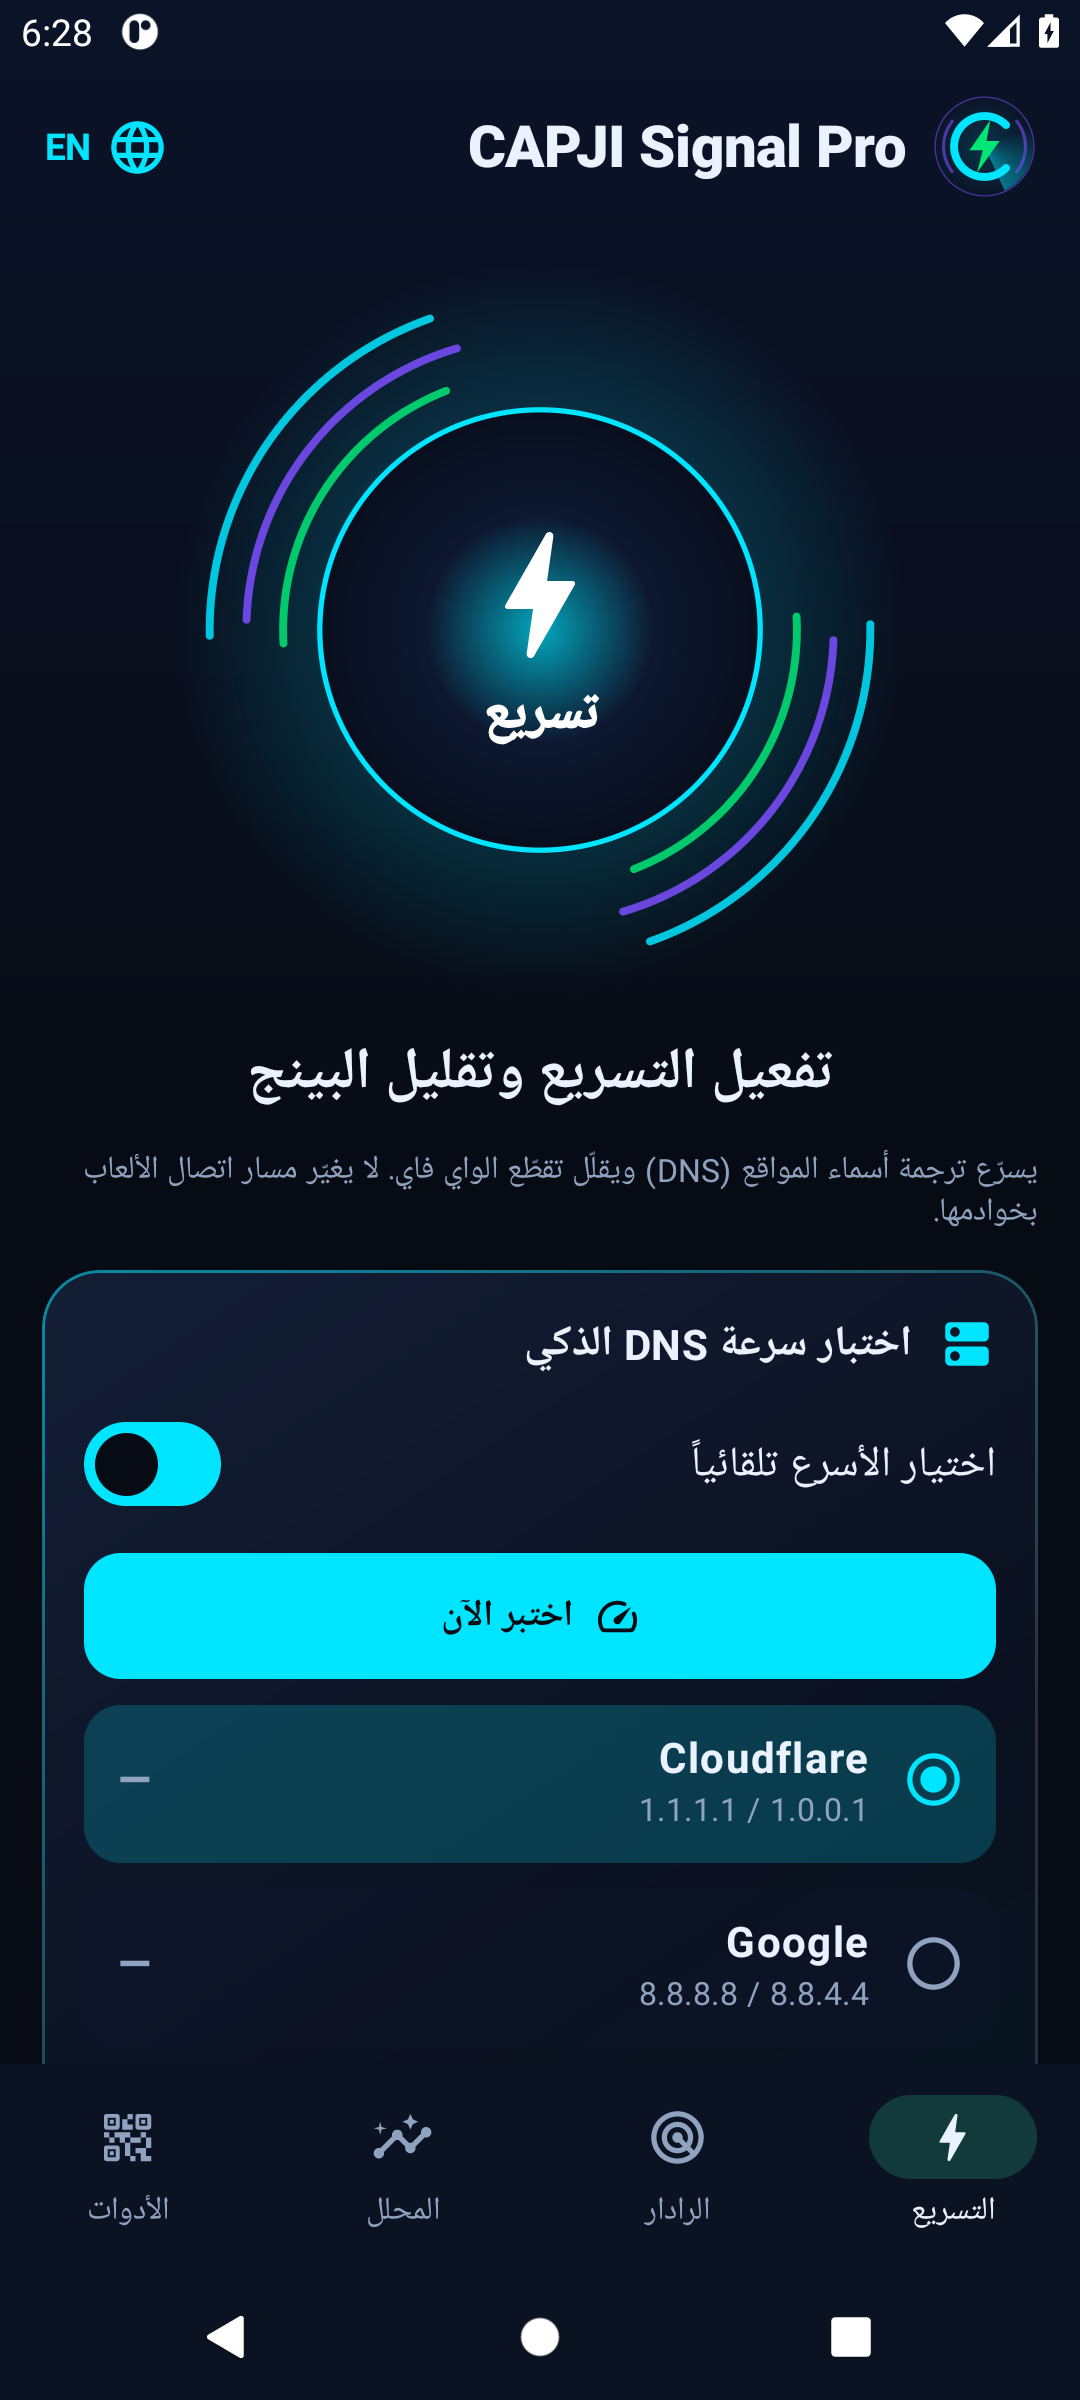 6:28
CAPJI Signal Pro
EN
تسريع
تفعيل التسريع وتقليل البينج
يسرّع ترجمة أسماء المواقع (DNS) ويقلّل تقطّع الواي فاي. لا يغيّر مسار اتصال الألعاب
بخوادمها.
اختبار سرعة DNS الذكي
اختيار الأسرع تلقائياً
اختبر الآن
Cloudflare
1.1.1.1 / 1.0.0.1
–
Google
8.8.8.8 / 8.8.4.4
–
التسريع
الرادار
المحلل
الأدوات